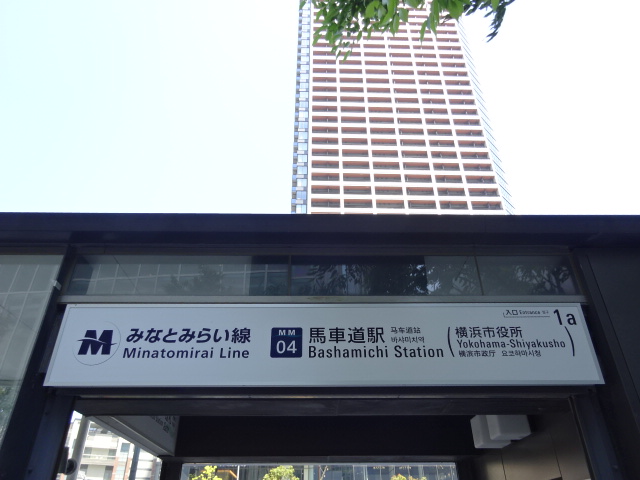 入口 Entrance 입구
1a
M
みなとみらい線
Minatomirai Line
MM
04
馬車道駅
马车道站
바샤미치역
Bashamichi Station
(横浜市役所
Yokohama-Shiyakusho
横滨市政厅 요코하마시청)